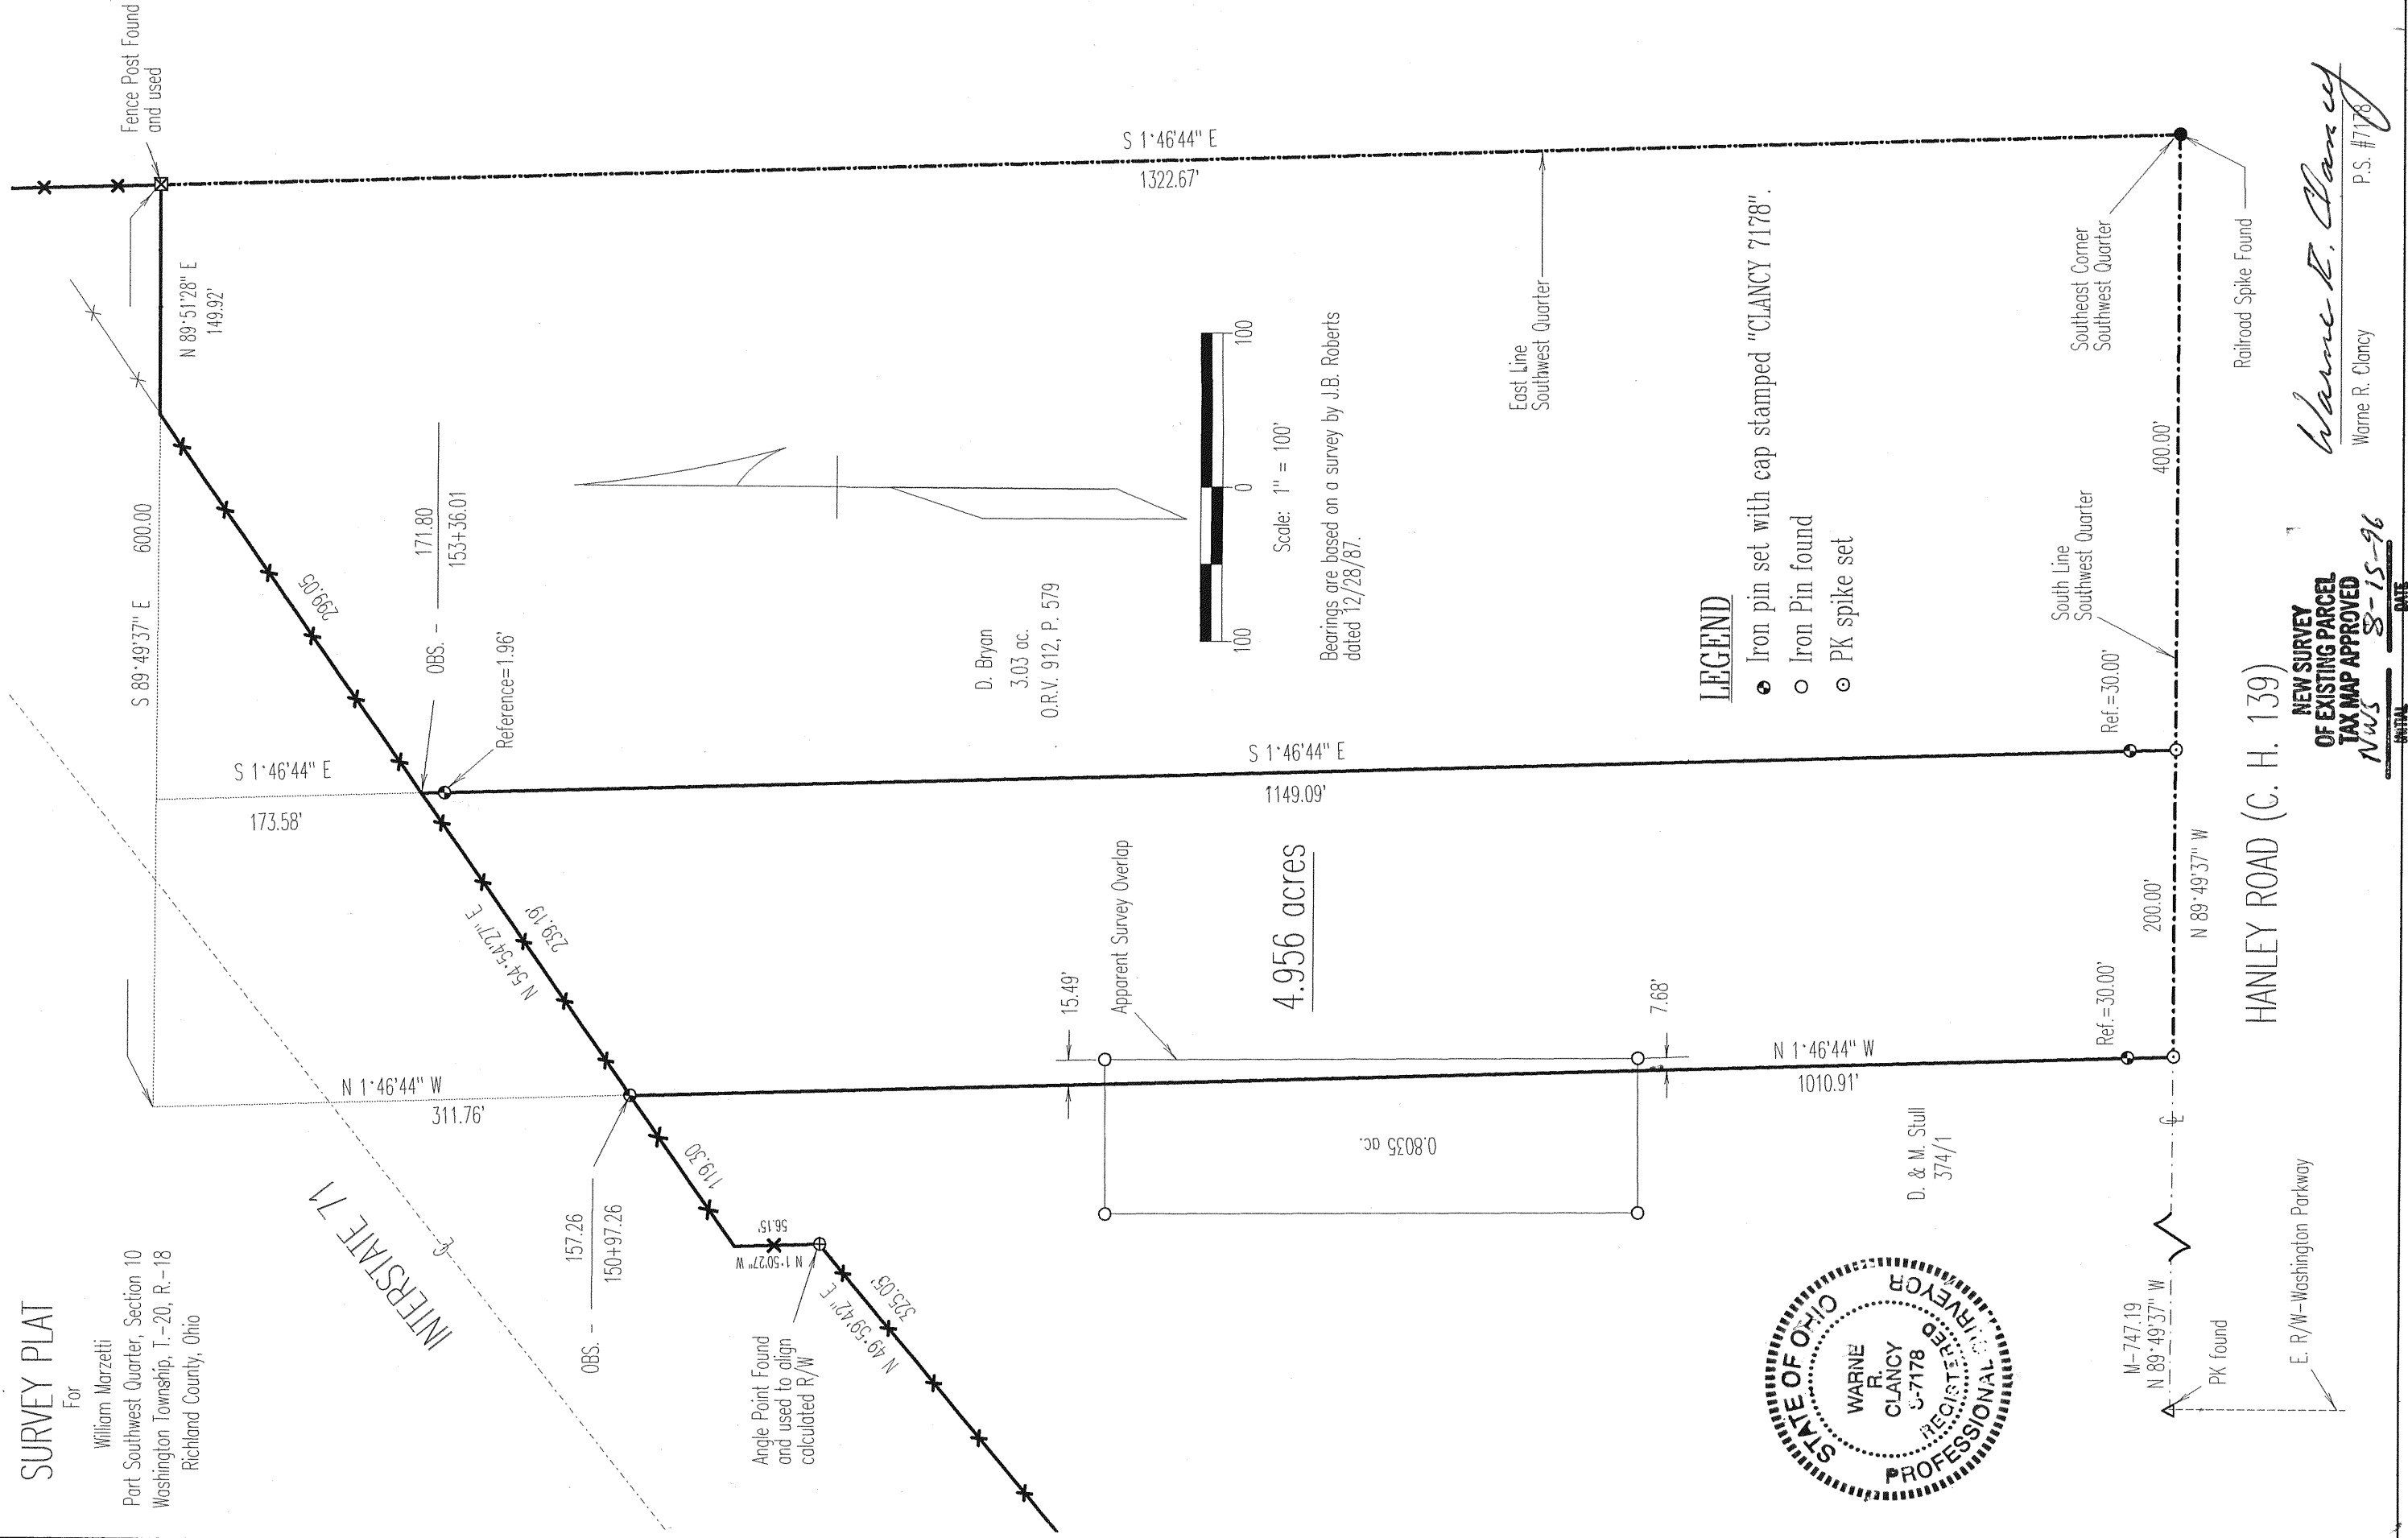 SURVEY PLAT
For
William Marzetti
Part Southwest Quarter, Section 10
Washington Township, T.-20, R.-18
Richland County, Ohio
INTERSTATE 71
Fence Post Found
and used
N 89°51'28" E
149.92'
S 89°49'37" E
600.00
S 1°46'44" E
173.58'
N 1°46'44" W
311.76'
299.05
OBS. -
171.80
153+36.01
Reference=1.96'
N 54°54'27" E
239.19'
OBS. -
157.26
150+97.26
119.30
N 1°50'27" W
56.15'
Angle Point Found
and used to align
calculated R/W
N 49°59'42" E
325.05'
S 1°46'44" E
1322.67'
D. Bryan
3.03 ac.
O.R.V. 912, P. 579
100
0
100
Scale: 1" = 100'
Bearings are based on a survey by J.B. Roberts
dated 12/28/87.
East Line
Southwest Quarter
S 1°46'44" E
1149.09'
Apparent Survey Overlap
15.49'
4.956 acres
7.68'
0.8035 ac.
N 1°46'44" W
1010.91'
D. & M. Stull
374/1
LEGEND
Iron pin set with cap stamped "CLANCY 7178".
Iron Pin found
PK spike set
Southeast Corner
Southwest Quarter
Railroad Spike Found
South Line
Southwest Quarter
400.00'
Ref.=30.00'
Ref.=30.00'
200.00'
N 89°49'37" W
M-747.19
N 89°49'37" W
PK found
E. R/W-Washington Parkway
HANLEY ROAD (C. H. 139)
STATE OF OHIO
WARNE
R.
CLANCY
S-7178
REGISTERED
PROFESSIONAL SURVEYOR
NEW SURVEY
OF EXISTING PARCEL
TAX MAP APPROVED
NWS 8-15-96
INITIAL DATE
Warne R. Clancy
Warne R. Clancy P.S. #7178